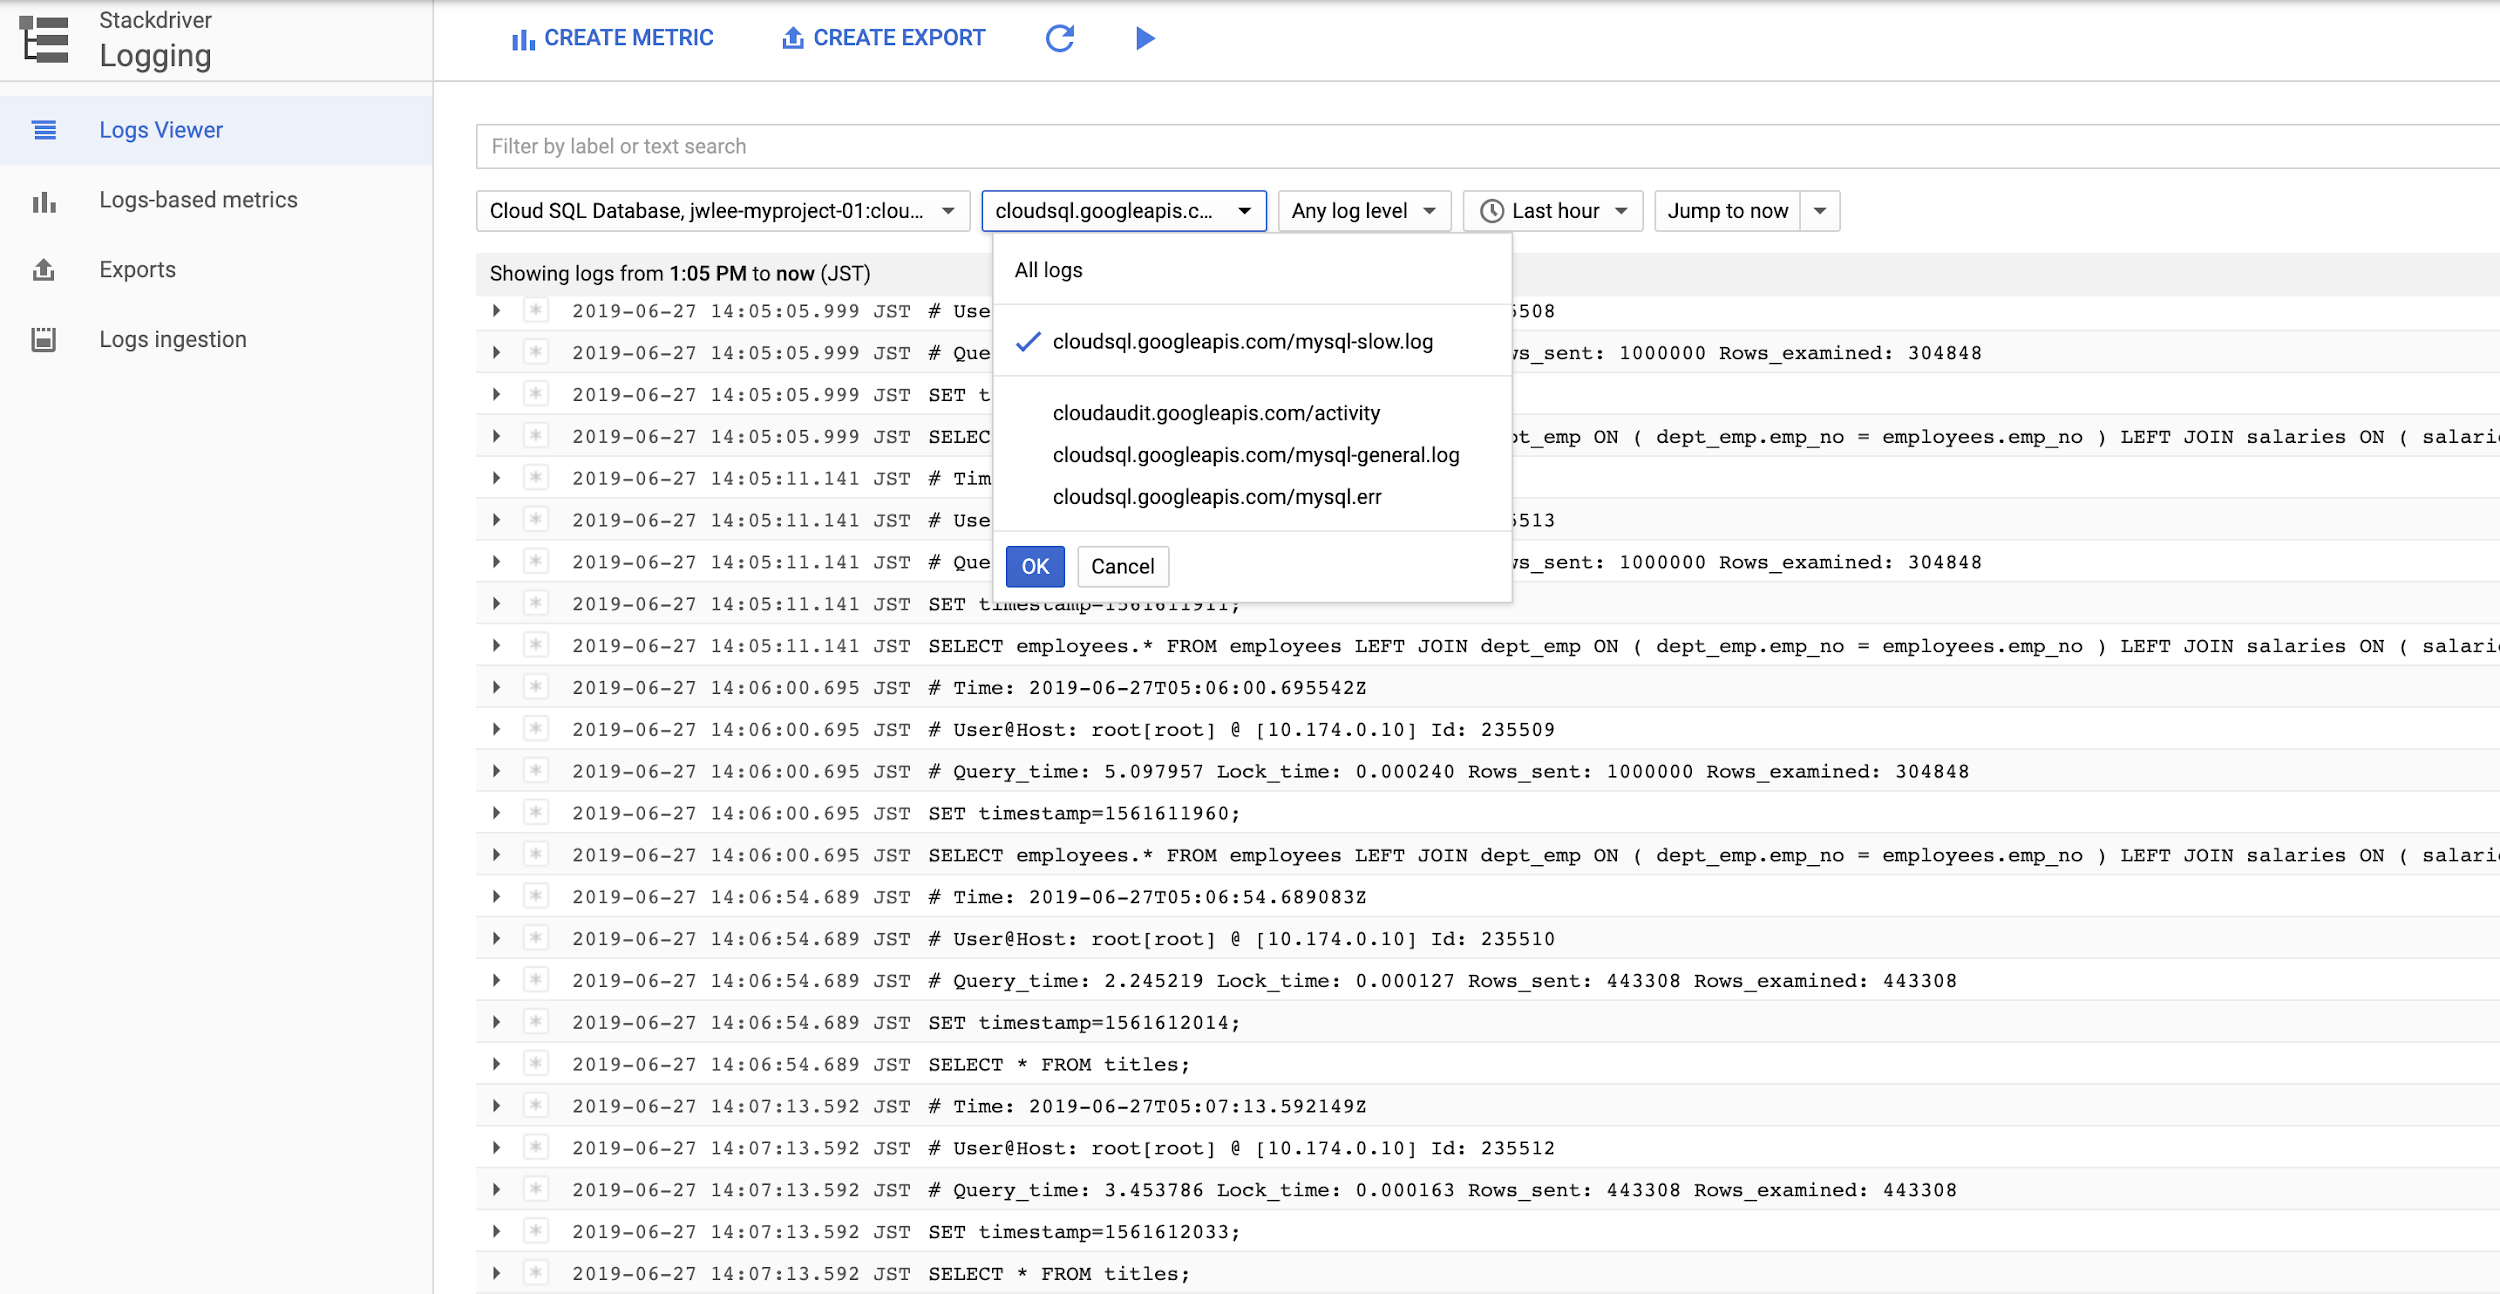 Stackdriver
Logging
CREATE METRIC
CREATE EXPORT
Logs Viewer
Logs-based metrics
Exports
Logs ingestion
Filter by label or text search
Cloud SQL Database, jwlee-myproject-01:clou...
cloudsql.googleapis.c...
Any log level
Last hour
Jump to now
All logs
cloudsql.googleapis.com/mysql-slow.log
cloudaudit.googleapis.com/activity
cloudsql.googleapis.com/mysql-general.log
cloudsql.googleapis.com/mysql.err
OK
Cancel
Showing logs from 1:05 PM to now (JST)
2019-06-27 14:05:05.999 JST # Use 5508
2019-06-27 14:05:05.999 JST # Que ws_sent: 1000000 Rows_examined: 304848
2019-06-27 14:05:05.999 JST SET t
2019-06-27 14:05:05.999 JST SELEC pt_emp ON ( dept_emp.emp_no = employees.emp_no ) LEFT JOIN salaries ON ( salari
2019-06-27 14:05:11.141 JST # Tim
2019-06-27 14:05:11.141 JST # Use 5513
2019-06-27 14:05:11.141 JST # Que ws_sent: 1000000 Rows_examined: 304848
2019-06-27 14:05:11.141 JST SET timestamp=1561611911;
2019-06-27 14:05:11.141 JST SELECT employees.* FROM employees LEFT JOIN dept_emp ON ( dept_emp.emp_no = employees.emp_no ) LEFT JOIN salaries ON ( salari
2019-06-27 14:06:00.695 JST # Time: 2019-06-27T05:06:00.695542Z
2019-06-27 14:06:00.695 JST # User@Host: root[root] @ [10.174.0.10] Id: 235509
2019-06-27 14:06:00.695 JST # Query_time: 5.097957 Lock_time: 0.000240 Rows_sent: 1000000 Rows_examined: 304848
2019-06-27 14:06:00.695 JST SET timestamp=1561611960;
2019-06-27 14:06:00.695 JST SELECT employees.* FROM employees LEFT JOIN dept_emp ON ( dept_emp.emp_no = employees.emp_no ) LEFT JOIN salaries ON ( salari
2019-06-27 14:06:54.689 JST # Time: 2019-06-27T05:06:54.689083Z
2019-06-27 14:06:54.689 JST # User@Host: root[root] @ [10.174.0.10] Id: 235510
2019-06-27 14:06:54.689 JST # Query_time: 2.245219 Lock_time: 0.000127 Rows_sent: 443308 Rows_examined: 443308
2019-06-27 14:06:54.689 JST SET timestamp=1561612014;
2019-06-27 14:06:54.689 JST SELECT * FROM titles;
2019-06-27 14:07:13.592 JST # Time: 2019-06-27T05:07:13.592149Z
2019-06-27 14:07:13.592 JST # User@Host: root[root] @ [10.174.0.10] Id: 235512
2019-06-27 14:07:13.592 JST # Query_time: 3.453786 Lock_time: 0.000163 Rows_sent: 443308 Rows_examined: 443308
2019-06-27 14:07:13.592 JST SET timestamp=1561612033;
2019-06-27 14:07:13.592 JST SELECT * FROM titles;